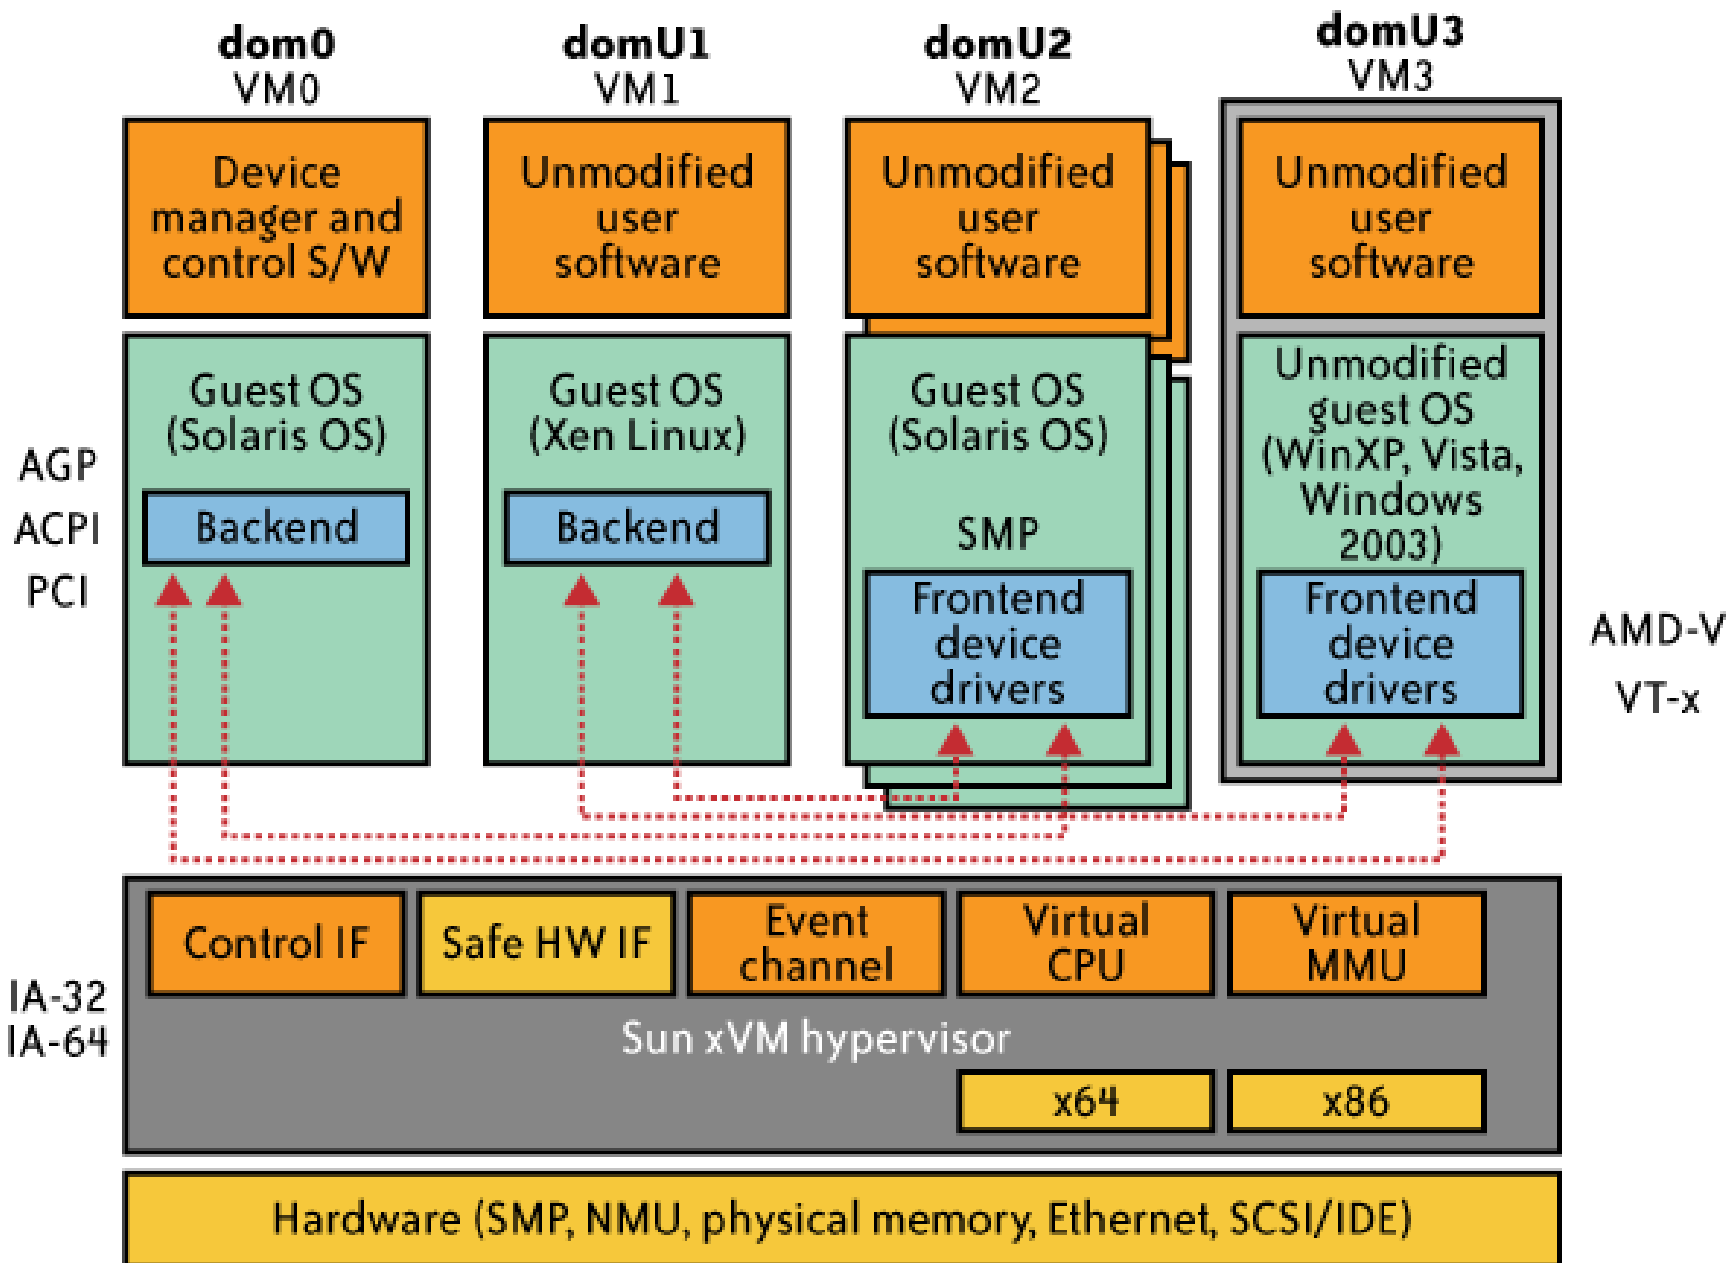 dom0
VM0
domU1
VM1
domU2
VM2
domU3
VM3
Device
manager and
control S/W
Unmodified
user
software
Unmodified
user
software
Unmodified
user
software
Guest OS
(Solaris OS)
Backend
Guest OS
(Xen Linux)
Backend
Guest OS
(Solaris OS)
SMP
Frontend
device
drivers
Unmodified
guest OS
(WinXP, Vista,
Windows
2003)
Frontend
device
drivers
AGP
ACPI
PCI
AMD-V
VT-x
Control IF
Safe HW IF
Event
channel
Virtual
CPU
Virtual
MMU
IA-32
IA-64
Sun xVM hypervisor
x64
x86
Hardware (SMP, NMU, physical memory, Ethernet, SCSI/IDE)